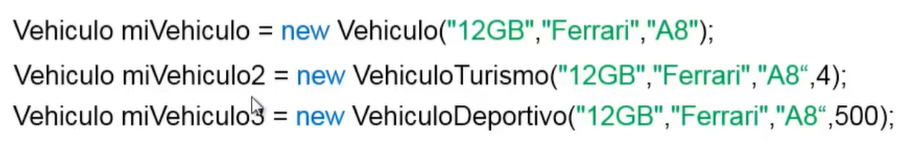 Vehiculo miVehiculo = new Vehiculo("12GB","Ferrari","A8");
Vehiculo miVehiculo2 = new VehiculoTurismo("12GB","Ferrari","A8“,4);
Vehiculo miVehiculo3 = new VehiculoDeportivo("12GB","Ferrari","A8“,500);